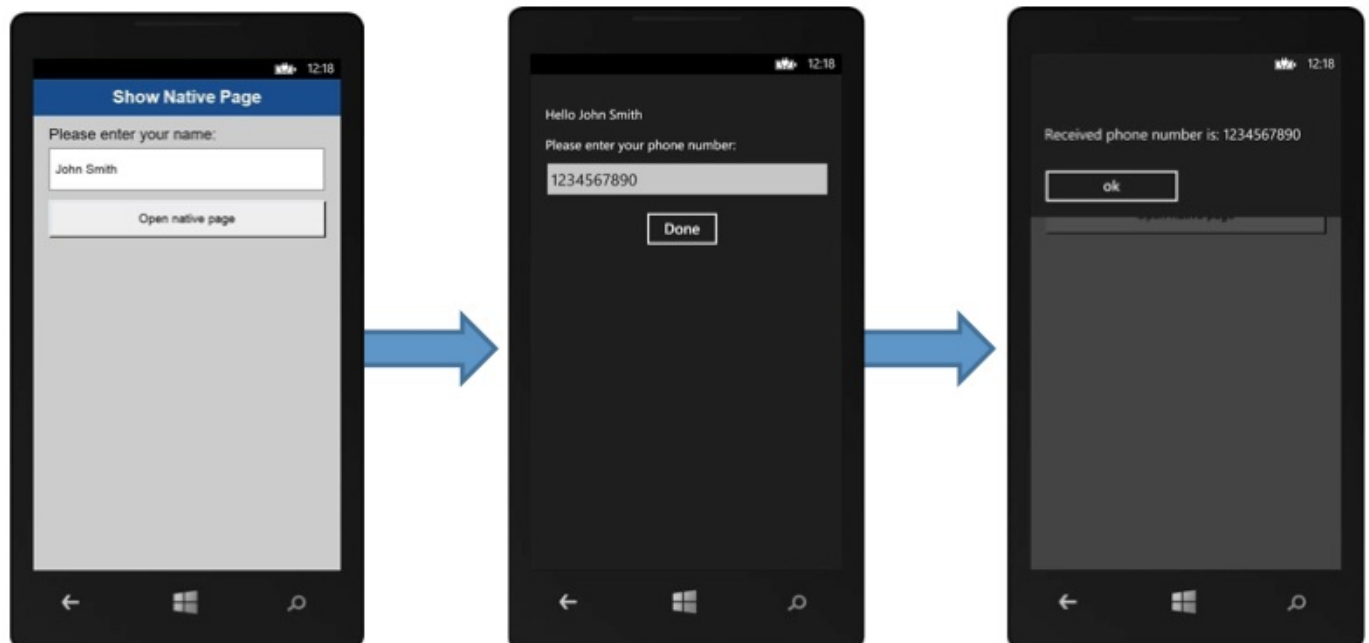 12:18
Show Native Page
Please enter your name:
John Smith
Open native page
12:18
Hello John Smith
Please enter your phone number:
1234567890
Done
12:18
Received phone number is: 1234567890
ok